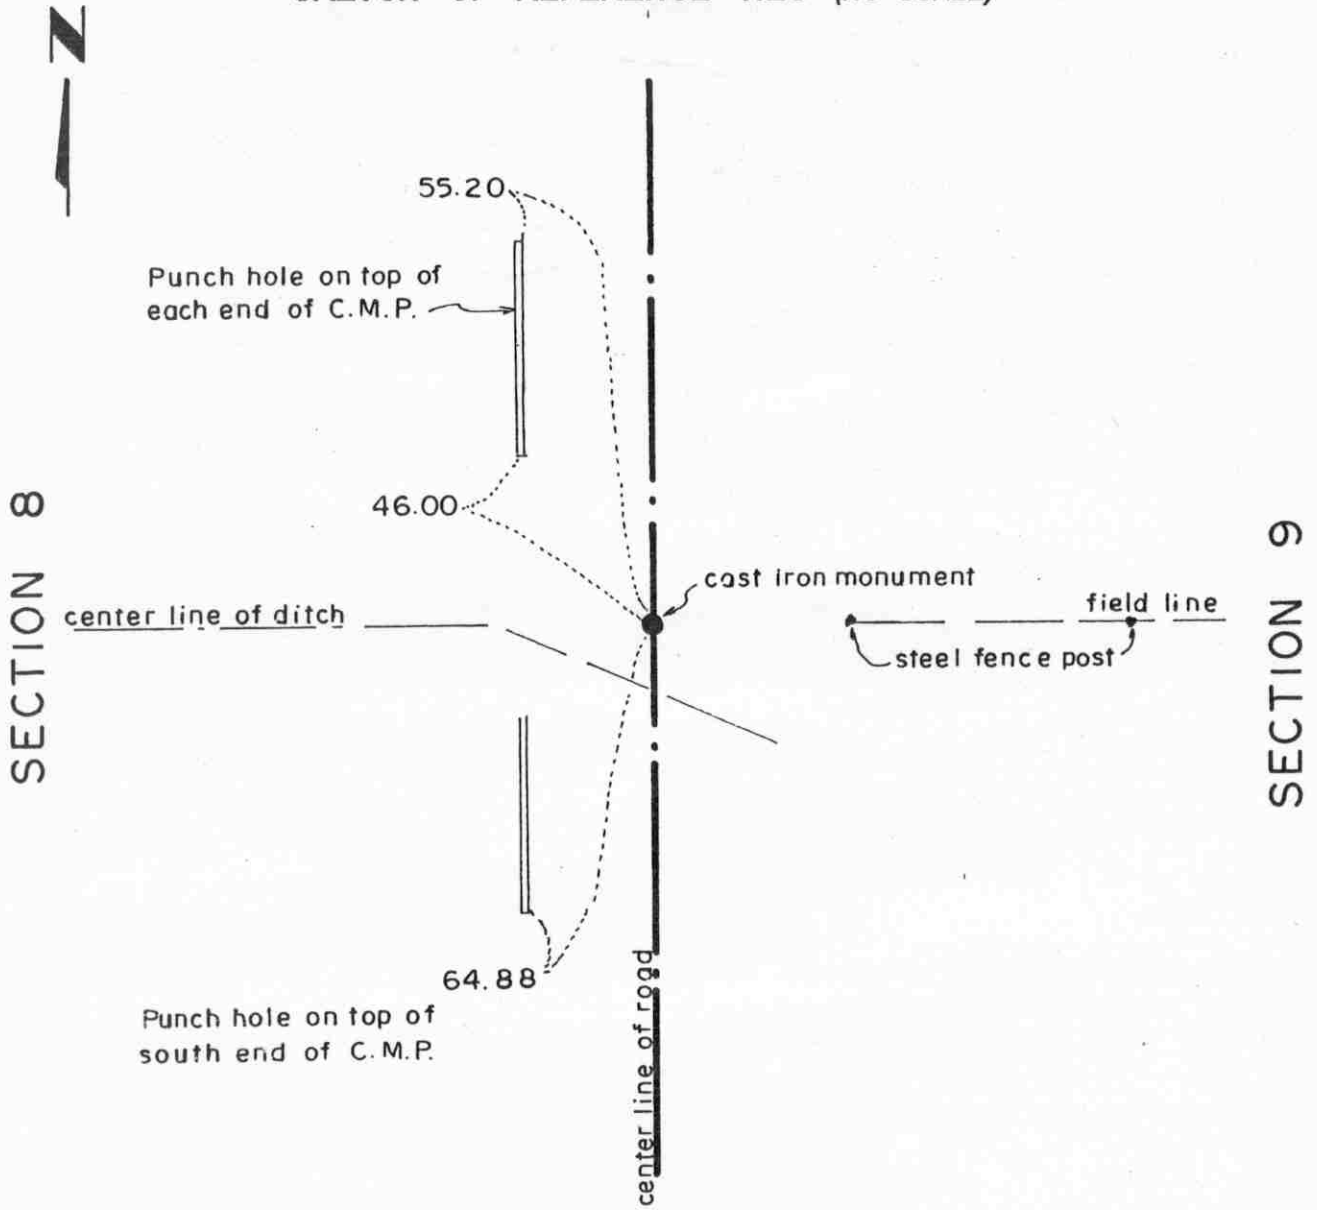 N
55.20
Punch hole on top of
each end of C.M.P.
46.00
SECTION 8
center line of ditch
cast iron monument
field line
steel fence post
SECTION 9
64.88
Punch hole on top of
south end of C.M.P.
center line of road